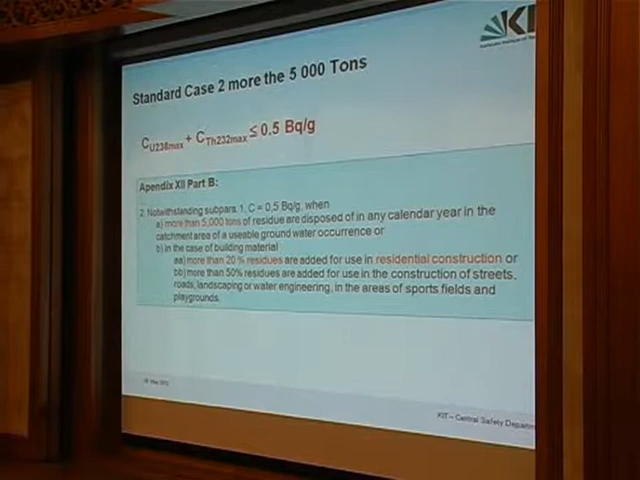 KI
Standard Case 2 more the 5 000 Tons
CU238max + CTh232max ≤ 0.5 Bq/g
Apendix XII Part B:
2. Notwithstanding subpara 1, C = 0,5 Bq/g, when
a) more than 5,000 tons of residue are disposed of in any calendar year in the
catchment area of a useable ground water occurrence or
b) in the case of building material
aa) more than 20 % residues are added for use in residential construction or
bb) more than 50% residues are added for use in the construction of streets,
roads, landscaping or water engineering, in the areas of sports fields and
playgrounds.
KIT – Central Safety Departm